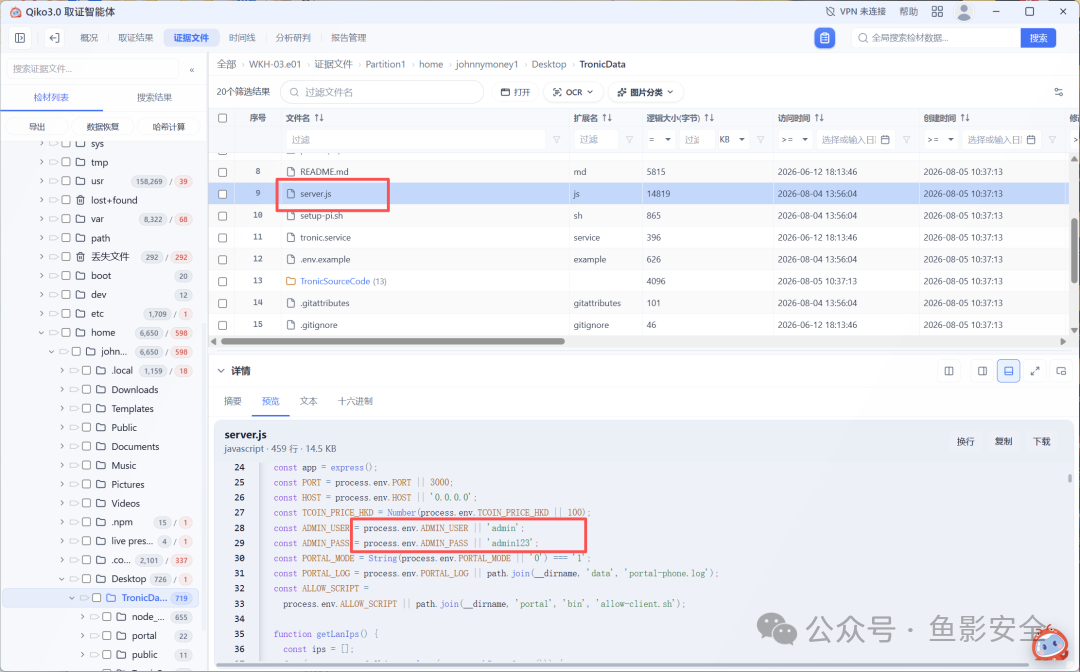 Qiko3.0 取证智能体
VPN 未连接 帮助
概况 取证结果 证据文件 时间线 分析研判 报告管理
全局搜索检材数据... 搜索
搜索证据文件... «
检材列表 搜索结果
导出 数据恢复 哈希计算
sys
tmp
usr 158,269 / 39
lost+found
var 8,322 / 68
path
丢失文件 292 / 292
boot 20
dev 12
etc 1,709 / 1
home 6,650 / 598
john... 6,650 / 598
.local 1,159 / 18
Downloads
Templates
Public
Documents
Music
Pictures
Videos
.npm 15 / 1
live pres... 4 / 1
.co... 2,101 / 337
Desktop 726 / 1
TronicDa... 719
node_... 655
portal 22
public 11
全部 › WKH-03.e01 › 证据文件 › Partition1 › home › johnnymoney1 › Desktop › TronicData
20个筛选结果 过滤文件名 打开 OCR 图片分类
序号 文件名 扩展名 逻辑大小(字节) 访问时间 创建时间 修
过滤 过滤 = 过滤 KB >= 选择或输入日 >= 选择或输入日 >
8 README.md md 5815 2026-06-12 18:13:46 2026-08-05 10:37:13
9 server.js js 14819 2026-08-04 13:56:04 2026-08-05 10:37:13
10 setup-pi.sh sh 865 2026-08-04 13:56:04 2026-08-05 10:37:13
11 tronic.service service 396 2026-06-12 18:13:46 2026-08-05 10:37:13
12 .env.example example 626 2026-08-04 13:56:04 2026-08-05 10:37:13
13 TronicSourceCode (13) 4096 2026-08-05 10:37:13 2026-08-05 10:37:13
14 .gitattributes gitattributes 101 2026-08-04 13:56:04 2026-08-05 10:37:13
15 .gitignore gitignore 46 2026-06-12 18:13:46 2026-08-05 10:37:13
详情
摘要 预览 文本 十六进制
server.js
javascript · 459 行 · 14.5 KB
换行 复制 下载
24 const app = express();
25 const PORT = process.env.PORT || 3000;
26 const HOST = process.env.HOST || '0.0.0.0';
27 const TCOIN_PRICE_HKD = Number(process.env.TCOIN_PRICE_HKD || 100);
28 const ADMIN_USER = process.env.ADMIN_USER || 'admin';
29 const ADMIN_PASS = process.env.ADMIN_PASS || 'admin123';
30 const PORTAL_MODE = String(process.env.PORTAL_MODE || '0') === '1';
31 const PORTAL_LOG = process.env.PORTAL_LOG || path.join(__dirname, 'data', 'portal-phone.log');
32 const ALLOW_SCRIPT =
33 process.env.ALLOW_SCRIPT || path.join(__dirname, 'portal', 'bin', 'allow-client.sh');
34
35 function getLanIps() {
36 const ips = [];
公众号 · 鱼影安全